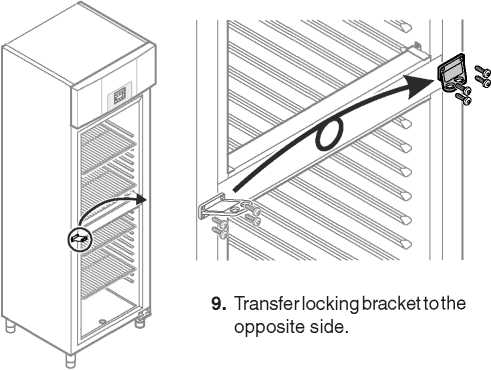 9. Transfer locking bracket to the
opposite side.